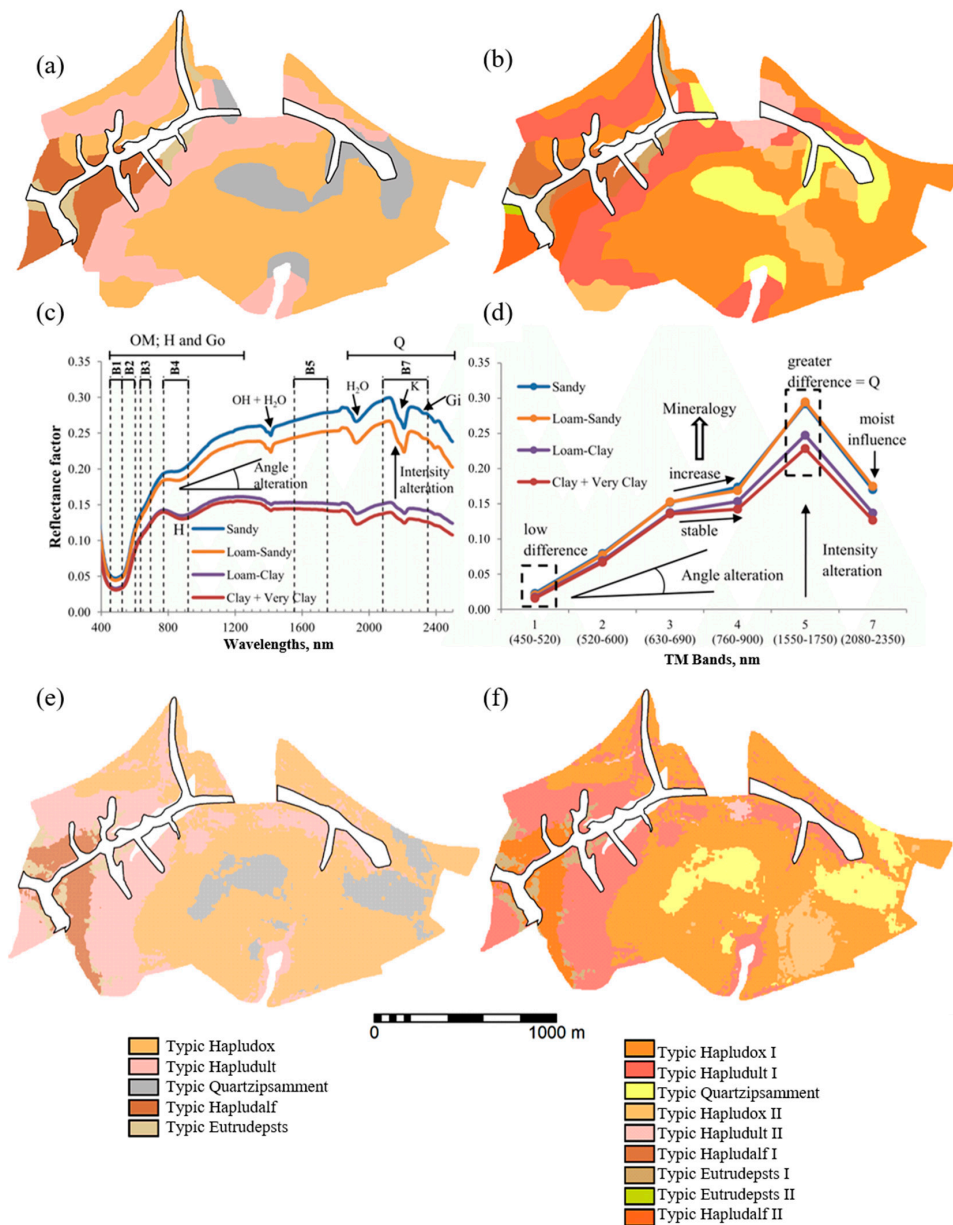 (a)
(b)
(c)
OM; H and Go
Q
B1
B2
B3
B4
B5
B7
0.35
0.30
0.25
0.20
0.15
0.10
0.05
0.00
Reflectance factor
OH + H₂O
H₂O
K
Gi
Angle
alteration
Intensity
alteration
H
Sandy
Loam-Sandy
Loam-Clay
Clay + Very Clay
400
800
1200
1600
2000
2400
Wavelengths, nm
(d)
0.35
0.30
0.25
0.20
0.15
0.10
0.05
0.00
Sandy
Loam-Sandy
Loam-Clay
Clay + Very Clay
greater
difference = Q
Mineralogy
moist
influence
increase
stable
low
difference
Angle alteration
Intensity
alteration
1 2 3 4 5 7
(450-520) (520-600) (630-690) (760-900) (1550-1750) (2080-2350)
TM Bands, nm
(e)
(f)
0 1000 m
Typic Hapludox
Typic Hapludult
Typic Quartzipsamment
Typic Hapludalf
Typic Eutrudepsts
Typic Hapludox I
Typic Hapludult I
Typic Quartzipsamment
Typic Hapludox II
Typic Hapludult II
Typic Hapludalf I
Typic Eutrudepsts I
Typic Eutrudepsts II
Typic Hapludalf II